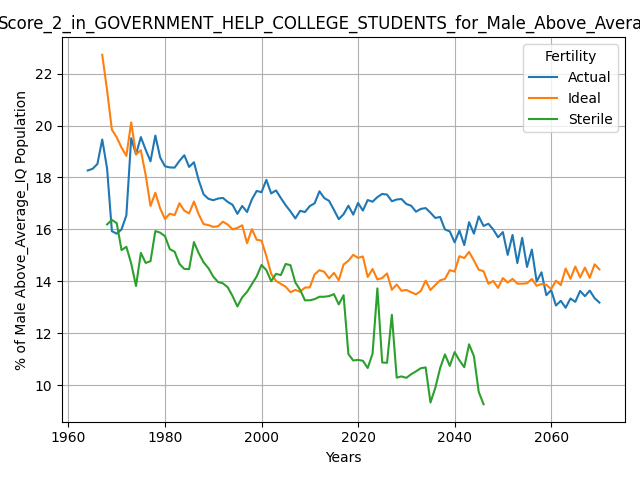 Score_2_in_GOVERNMENT_HELP_COLLEGE_STUDENTS_for_Male_Above_Avera
Fertility
Actual
Ideal
Sterile
% of Male Above_Average_IQ Population
22
20
18
16
14
12
10
1960
1980
2000
2020
2040
2060
Years